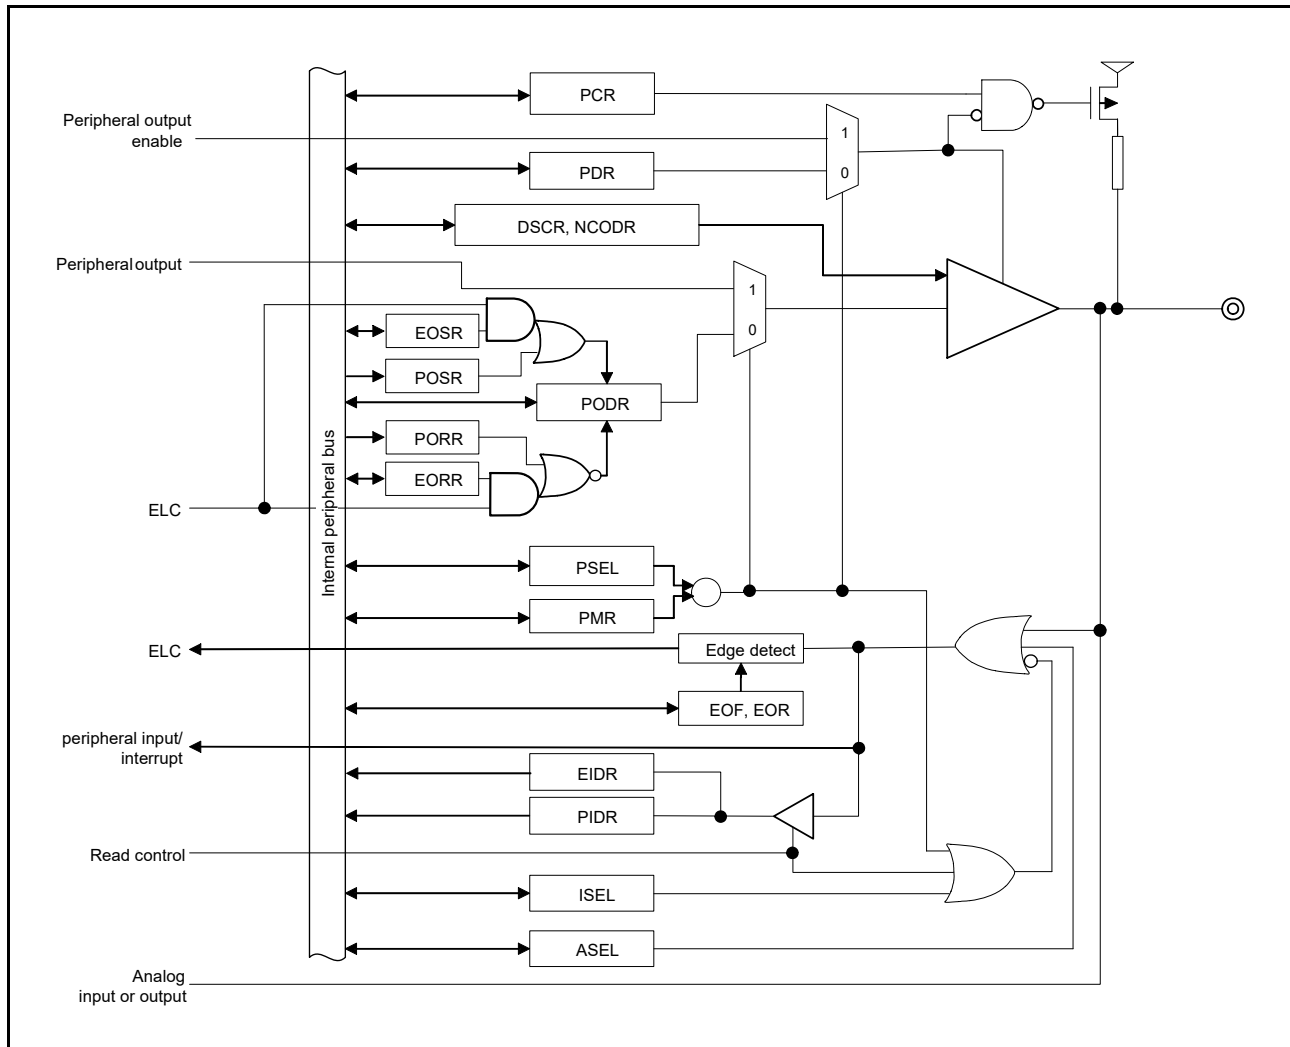 PCR
Peripheral output
enable
1
PDR
0
DSCR, NCODR
Peripheral output
1
EOSR
0
POSR
PODR
PORR
EORR
ELC
Internal peripheral bus
PSEL
PMR
ELC
Edge detect
EOF, EOR
peripheral input/
interrupt
EIDR
PIDR
Read control
ISEL
ASEL
Analog
input or output